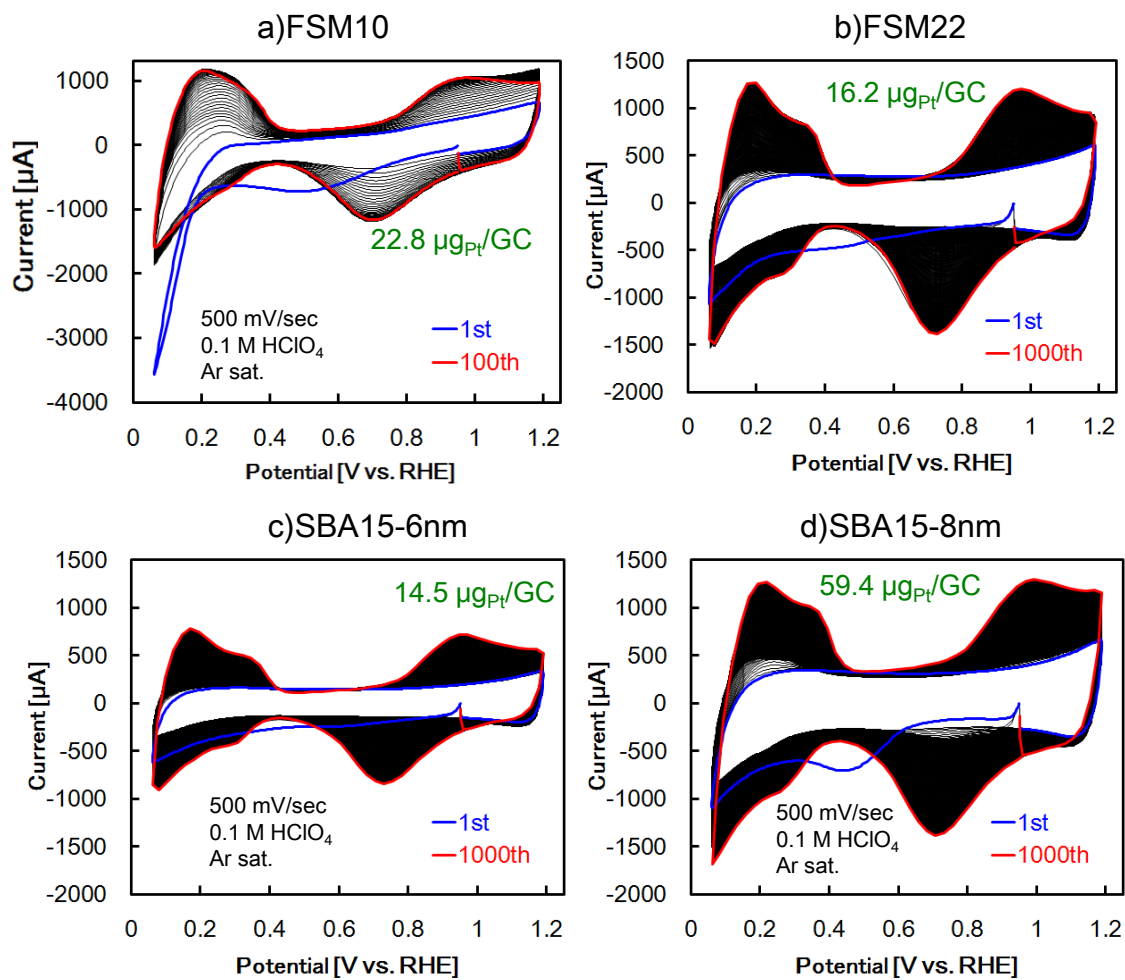 a)FSM10
1000
0
-1000
-2000
-3000
-4000
Current [µA]
22.8 µgPt/GC
500 mV/sec
0.1 M HClO4
Ar sat.
1st
100th
0 0.2 0.4 0.6 0.8 1 1.2
Potential [V vs. RHE]
b)FSM22
1500
1000
500
0
-500
-1000
-1500
-2000
Current [µA]
16.2 µgPt/GC
1st
1000th
0 0.2 0.4 0.6 0.8 1 1.2
Potential [V vs. RHE]
c)SBA15-6nm
1500
1000
500
0
-500
-1000
-1500
-2000
Current [µA]
14.5 µgPt/GC
500 mV/sec
0.1 M HClO4
Ar sat.
1st
1000th
0 0.2 0.4 0.6 0.8 1 1.2
Potential [V vs. RHE]
d)SBA15-8nm
1500
1000
500
0
-500
-1000
-1500
-2000
Current [µA]
59.4 µgPt/GC
500 mV/sec
0.1 M HClO4
Ar sat.
1st
1000th
0 0.2 0.4 0.6 0.8 1 1.2
Potential [V vs. RHE]